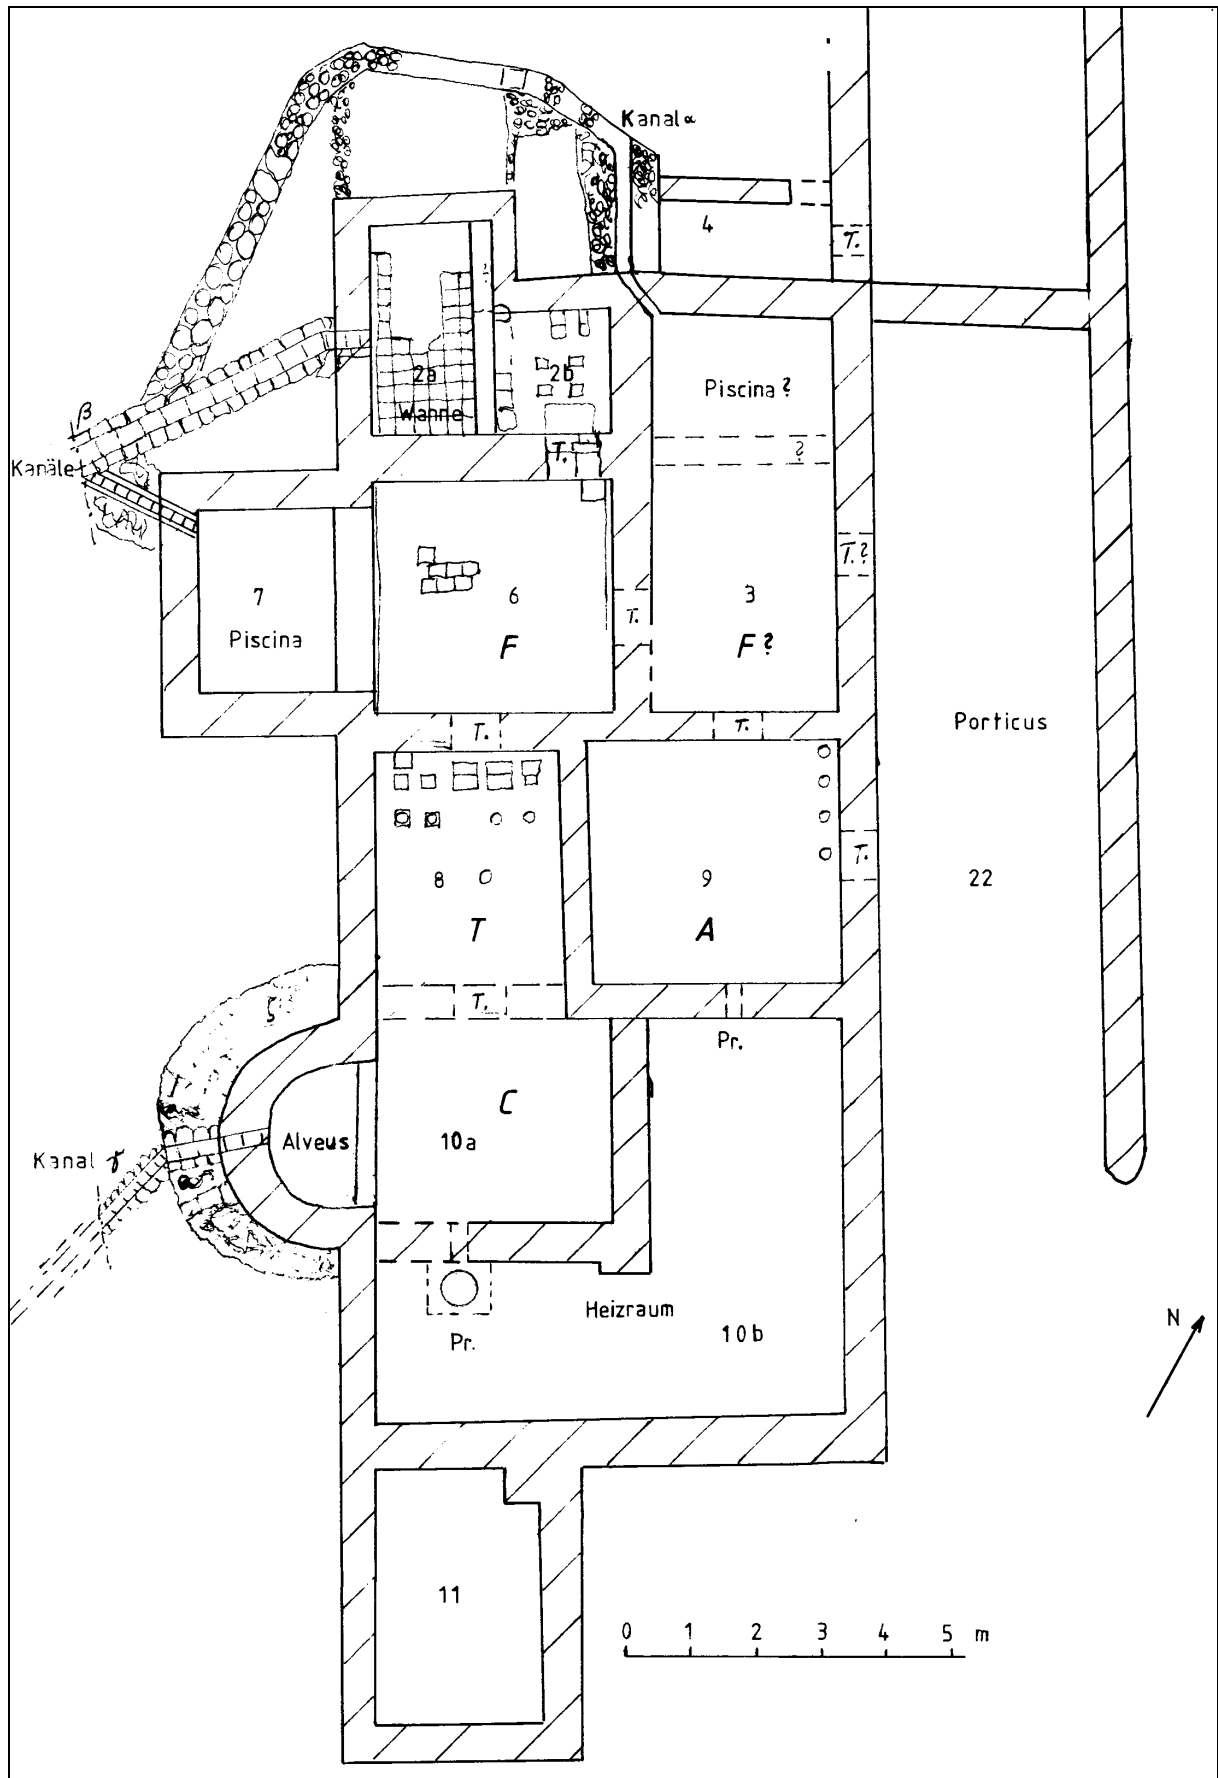 Kanal α
4
T.
2a
Wanne
2b
Piscina ?
?
β
Kanäle
T.
T.?
7
Piscina
6
F
T.
3
F ?
T.
T.
Porticus
8
T
9
A
T.
22
T.
ζ
Pr.
C
Alveus
10a
Kanal γ
Heizraum
Pr.
10b
N
11
0 1 2 3 4 5 m